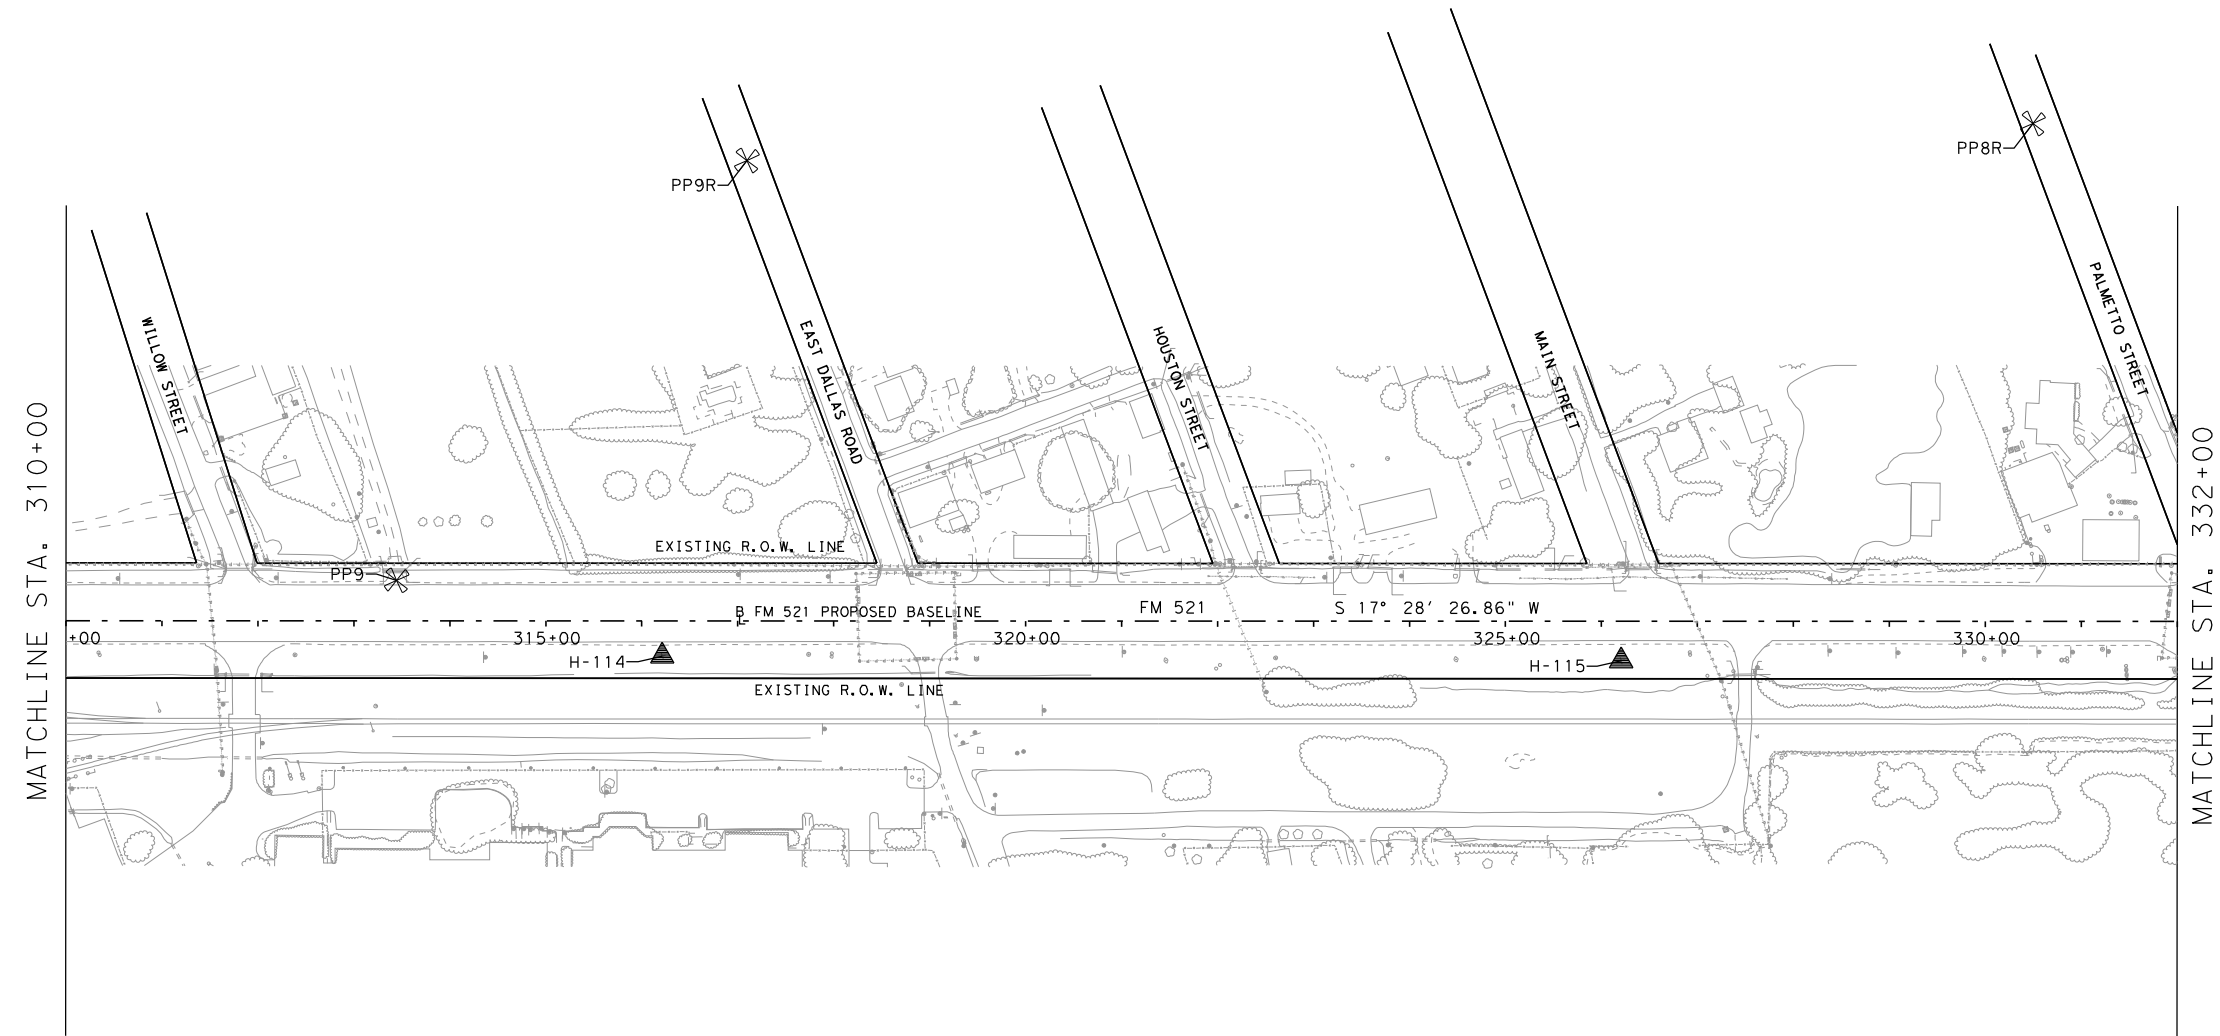 PP9R
PP8R
WILLOW STREET
EAST DALLAS ROAD
HOUSTON STREET
MAIN STREET
PALMETTO STREET
MATCHLINE STA. 310+00
MATCHLINE STA. 332+00
EXISTING R.O.W. LINE
PP9
B FM 521 PROPOSED BASELINE
FM 521
S 17° 28' 26.86" W
+00
315+00
320+00
325+00
330+00
H-114
H-115
EXISTING R.O.W. LINE